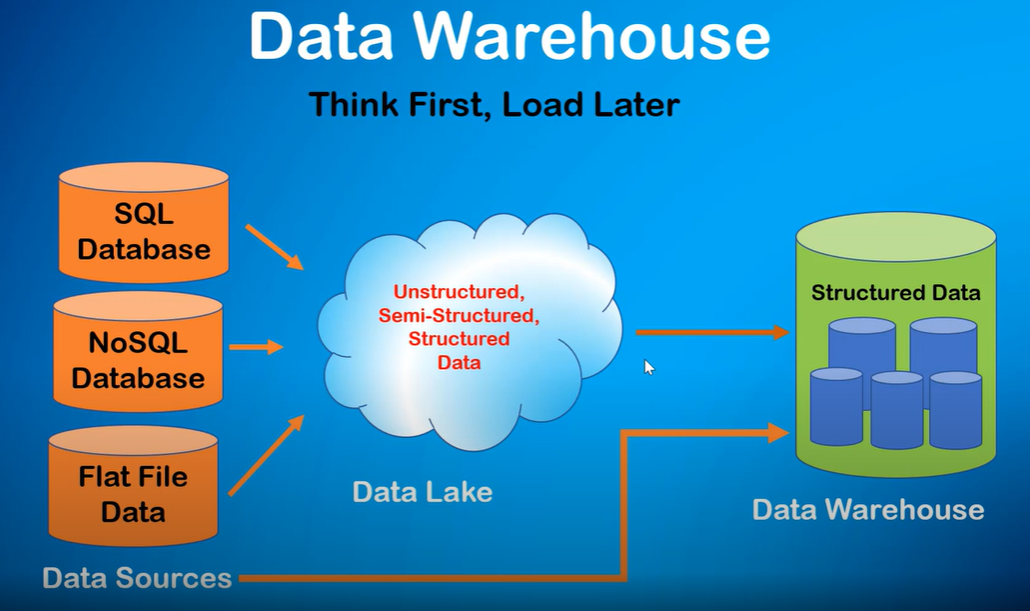 Data Warehouse
Think First, Load Later
SQL
Database
NoSQL
Database
Flat File
Data
Data Sources
Unstructured,
Semi-Structured,
Structured
Data
Data Lake
Structured Data
Data Warehouse